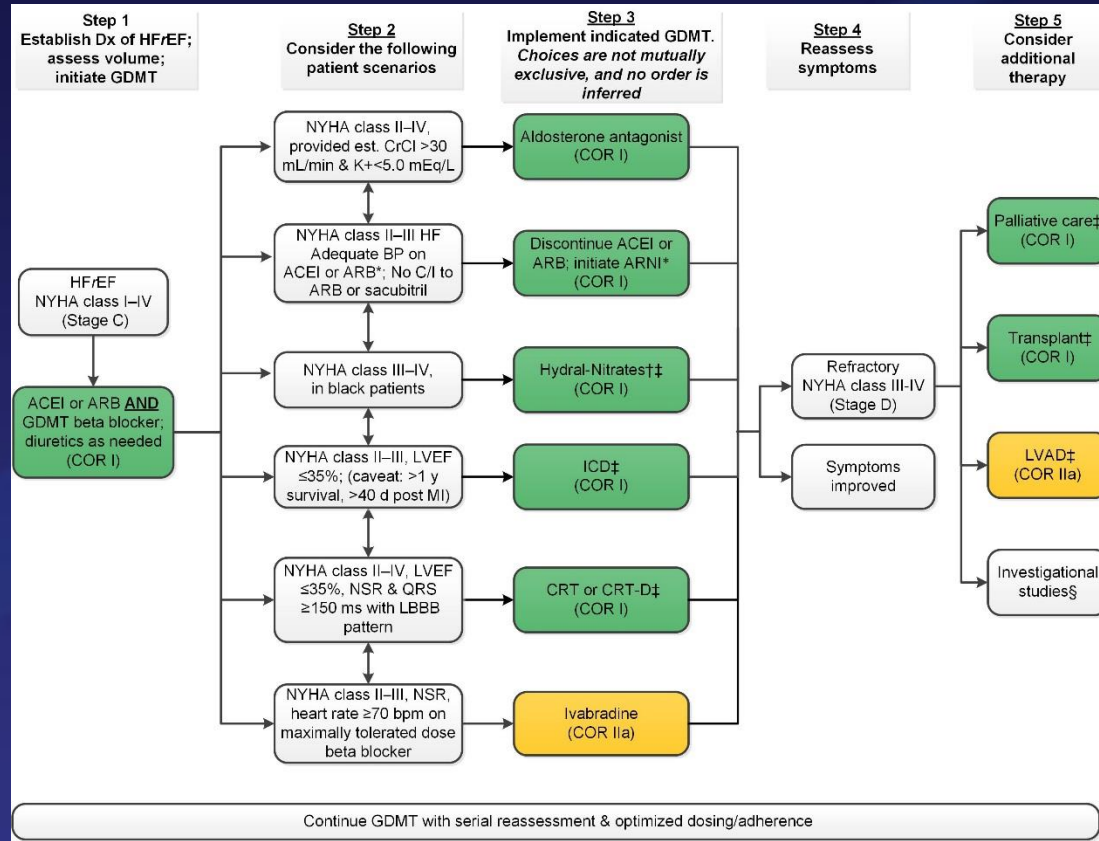 Step 1
Establish Dx of HFrEF;
assess volume;
initiate GDMT
Step 2
Consider the following
patient scenarios
Step 3
Implement indicated GDMT.
Choices are not mutually
exclusive, and no order is
inferred
Step 4
Reassess
symptoms
Step 5
Consider
additional
therapy
HFrEF
NYHA class I–IV
(Stage C)
ACEI or ARB AND
GDMT beta blocker;
diuretics as needed
(COR I)
NYHA class II–IV,
provided est. CrCl >30
mL/min & K+<5.0 mEq/L
NYHA class II–III HF
Adequate BP on
ACEI or ARB*; No C/I to
ARB or sacubitril
NYHA class III–IV,
in black patients
NYHA class II–III, LVEF
≤35%; (caveat: >1 y
survival, >40 d post MI)
NYHA class II–IV, LVEF
≤35%, NSR & QRS
≥150 ms with LBBB
pattern
NYHA class II–III, NSR,
heart rate ≥70 bpm on
maximally tolerated dose
beta blocker
Aldosterone antagonist
(COR I)
Discontinue ACEI or
ARB; initiate ARNI*
(COR I)
Hydral-Nitrates†‡
(COR I)
ICD‡
(COR I)
CRT or CRT-D‡
(COR I)
Ivabradine
(COR IIa)
Refractory
NYHA class III-IV
(Stage D)
Symptoms
improved
Palliative care‡
(COR I)
Transplant‡
(COR I)
LVAD‡
(COR IIa)
Investigational
studies§
Continue GDMT with serial reassessment & optimized dosing/adherence